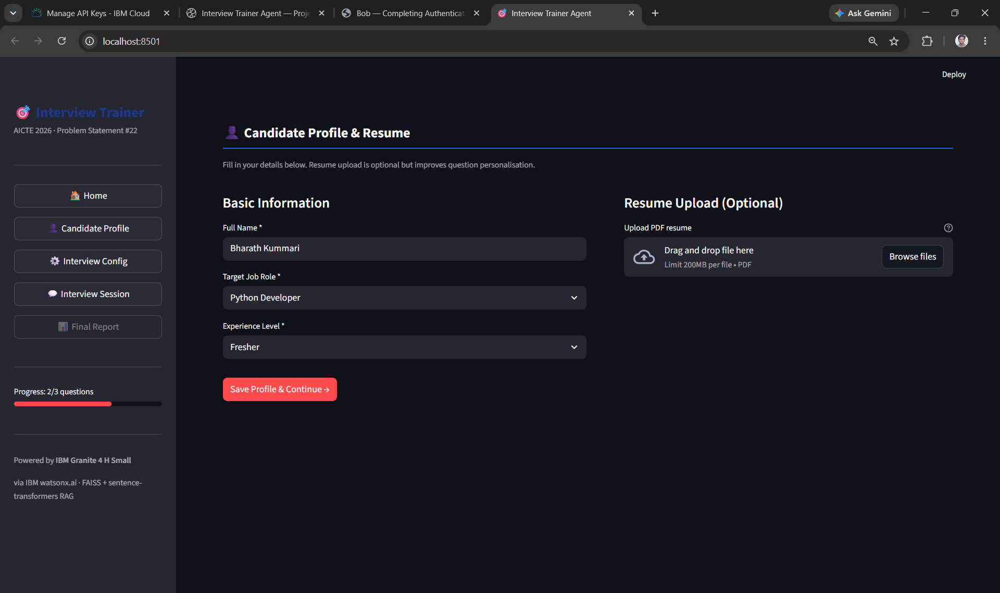 Manage API Keys - IBM Cloud
Interview Trainer Agent — Proje
Bob — Completing Authenticat
Interview Trainer Agent
Ask Gemini
localhost:8501
Deploy
Interview Trainer
AICTE 2026 · Problem Statement #22
Home
Candidate Profile
Interview Config
Interview Session
Final Report
Progress: 2/3 questions
Powered by IBM Granite 4 H Small
via IBM watsonx.ai · FAISS + sentence-
transformers RAG
Candidate Profile & Resume
Fill in your details below. Resume upload is optional but improves question personalisation.
Basic Information
Full Name *
Bharath Kummari
Target Job Role *
Python Developer
Experience Level *
Fresher
Save Profile & Continue →
Resume Upload (Optional)
Upload PDF resume
Drag and drop file here
Limit 200MB per file • PDF
Browse files